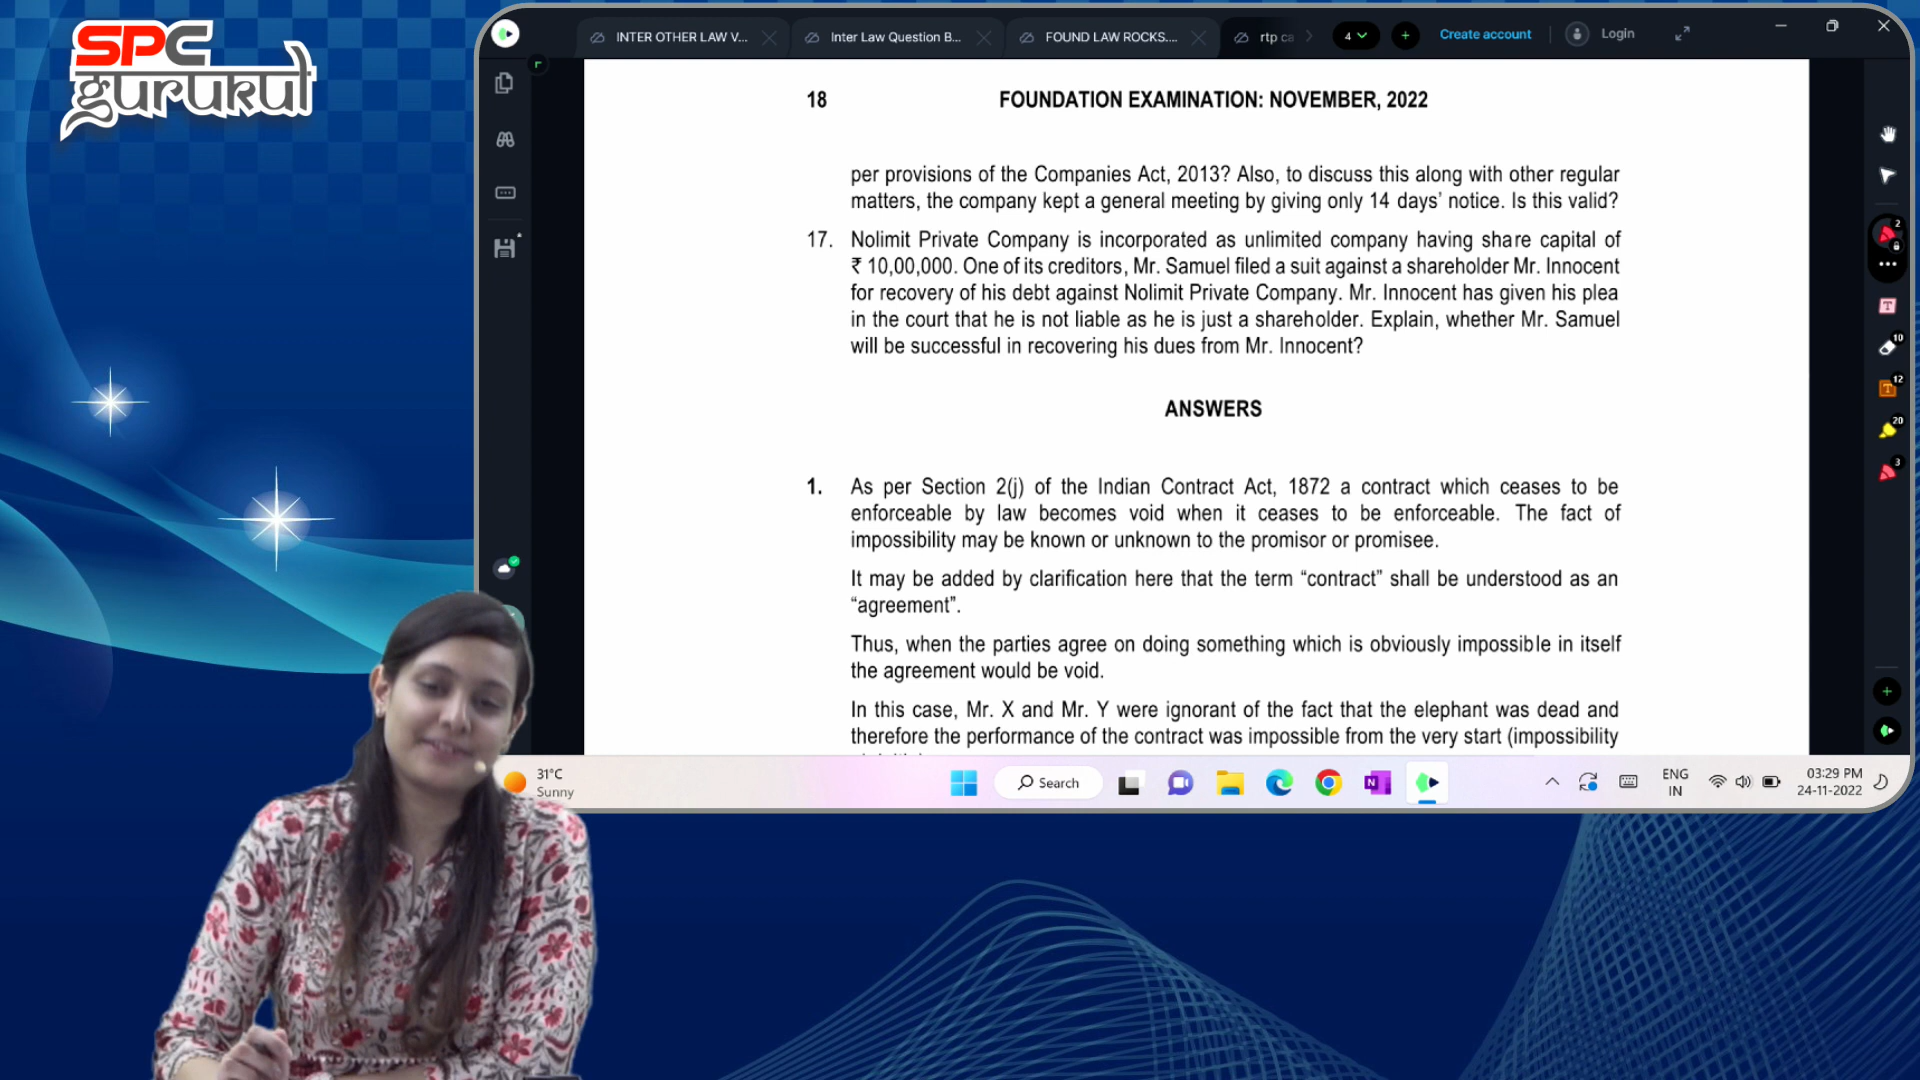 SPC
gurukul
INTER OTHER LAW V...
Inter Law Question B...
FOUND LAW ROCKS....
rtp ca
4
Create account
Login
18
FOUNDATION EXAMINATION: NOVEMBER, 2022
per provisions of the Companies Act, 2013? Also, to discuss this along with other regular
matters, the company kept a general meeting by giving only 14 days' notice. Is this valid?
17. Nolimit Private Company is incorporated as unlimited company having share capital of
₹ 10,00,000. One of its creditors, Mr. Samuel filed a suit against a shareholder Mr. Innocent
for recovery of his debt against Nolimit Private Company. Mr. Innocent has given his plea
in the court that he is not liable as he is just a shareholder. Explain, whether Mr. Samuel
will be successful in recovering his dues from Mr. Innocent?
ANSWERS
1. As per Section 2(j) of the Indian Contract Act, 1872 a contract which ceases to be
enforceable by law becomes void when it ceases to be enforceable. The fact of
impossibility may be known or unknown to the promisor or promisee.
It may be added by clarification here that the term “contract” shall be understood as an
“agreement”.
Thus, when the parties agree on doing something which is obviously impossible in itself
the agreement would be void.
In this case, Mr. X and Mr. Y were ignorant of the fact that the elephant was dead and
therefore the performance of the contract was impossible from the very start (impossibility
2
T
10
T 12
20
3
31°C
Sunny
Search
N
ENG
IN
03:29 PM
24-11-2022